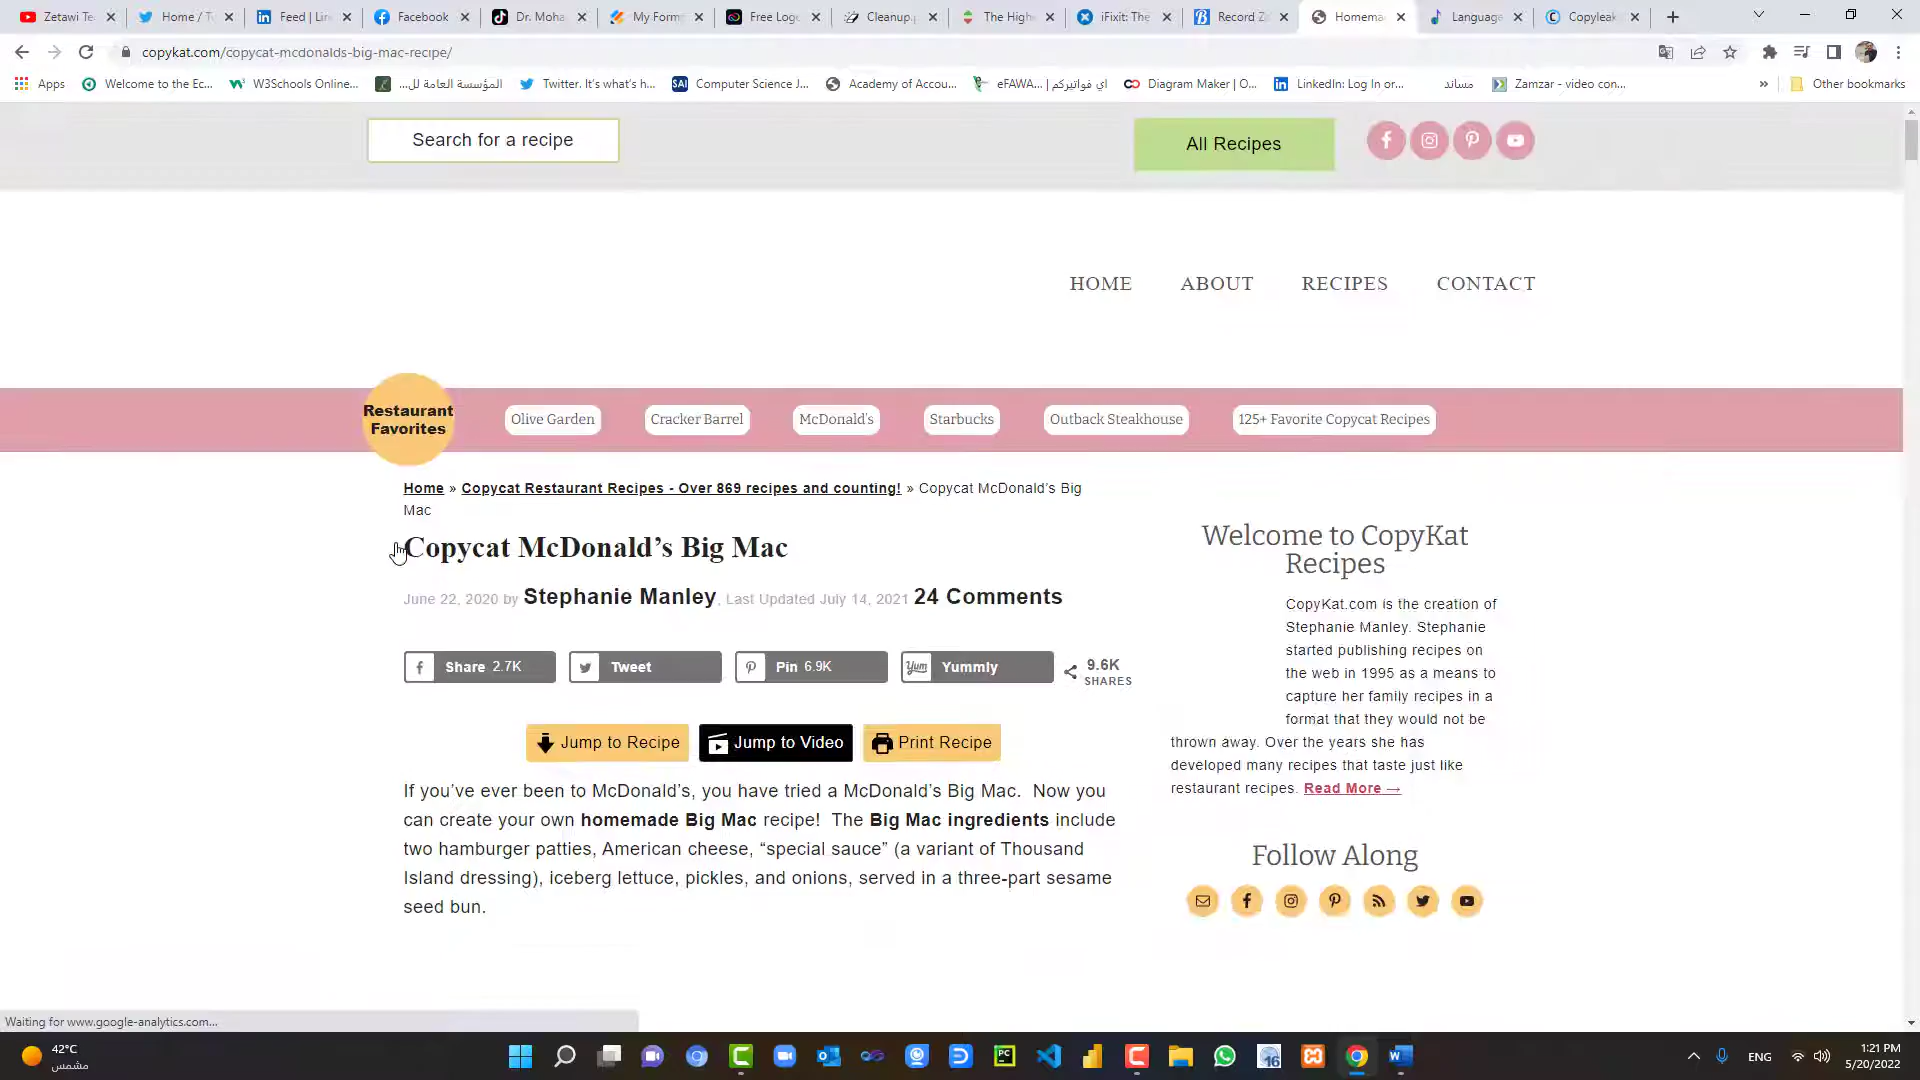 Zetawi Te
Home / T
Feed | Lin
Facebook
Dr. Moha
My Form
Free Logo
Cleanup.p
The High
iFixit: The
Record Zo
Homema
Language
Copyleak
copykat.com/copycat-mcdonalds-big-mac-recipe/
Apps
Welcome to the Ec...
W3Schools Online...
المؤسسة العامة لل...
Twitter. It's what's h...
SAI
Computer Science J...
Academy of Accou...
eFAWA... | اي فواتيركم
Diagram Maker | O...
LinkedIn: Log In or...
مساند
Zamzar - video con...
»
Other bookmarks
Search for a recipe
All Recipes
HOME
ABOUT
RECIPES
CONTACT
Restaurant
Favorites
Olive Garden
Cracker Barrel
McDonald's
Starbucks
Outback Steakhouse
125+ Favorite Copycat Recipes
Home » Copycat Restaurant Recipes - Over 869 recipes and counting! » Copycat McDonald's Big
Mac
Copycat McDonald's Big Mac
June 22, 2020 by Stephanie Manley, Last Updated July 14, 2021 24 Comments
Share 2.7K
Tweet
Pin 6.9K
Yum Yummly
9.6K
SHARES
Jump to Recipe
Jump to Video
Print Recipe
If you've ever been to McDonald's, you have tried a McDonald's Big Mac. Now you
can create your own homemade Big Mac recipe! The Big Mac ingredients include
two hamburger patties, American cheese, “special sauce” (a variant of Thousand
Island dressing), iceberg lettuce, pickles, and onions, served in a three-part sesame
seed bun.
Welcome to CopyKat
Recipes
CopyKat.com is the creation of
Stephanie Manley. Stephanie
started publishing recipes on
the web in 1995 as a means to
capture her family recipes in a
format that they would not be
thrown away. Over the years she has
developed many recipes that taste just like
restaurant recipes. Read More →
Follow Along
Waiting for www.google-analytics.com...
42°C
مشمس
PC
16
ENG
1:21 PM
5/20/2022